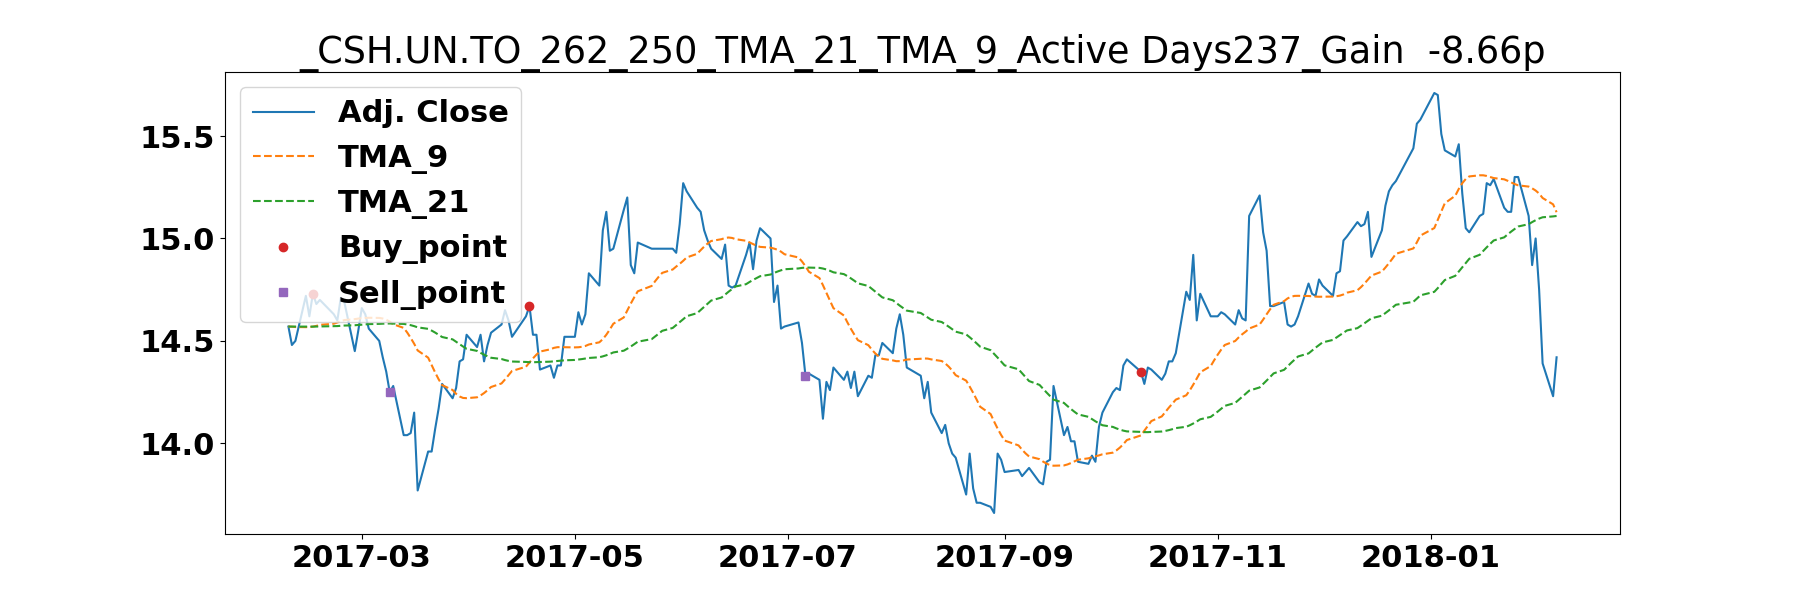 _CSH.UN.TO_262_250_TMA_21_TMA_9_Active Days237_Gain  -8.66p
Adj. Close
TMA_9
TMA_21
Buy_point
Sell_point
15.5
15.0
14.5
14.0
2017-03 2017-05 2017-07 2017-09 2017-11 2018-01